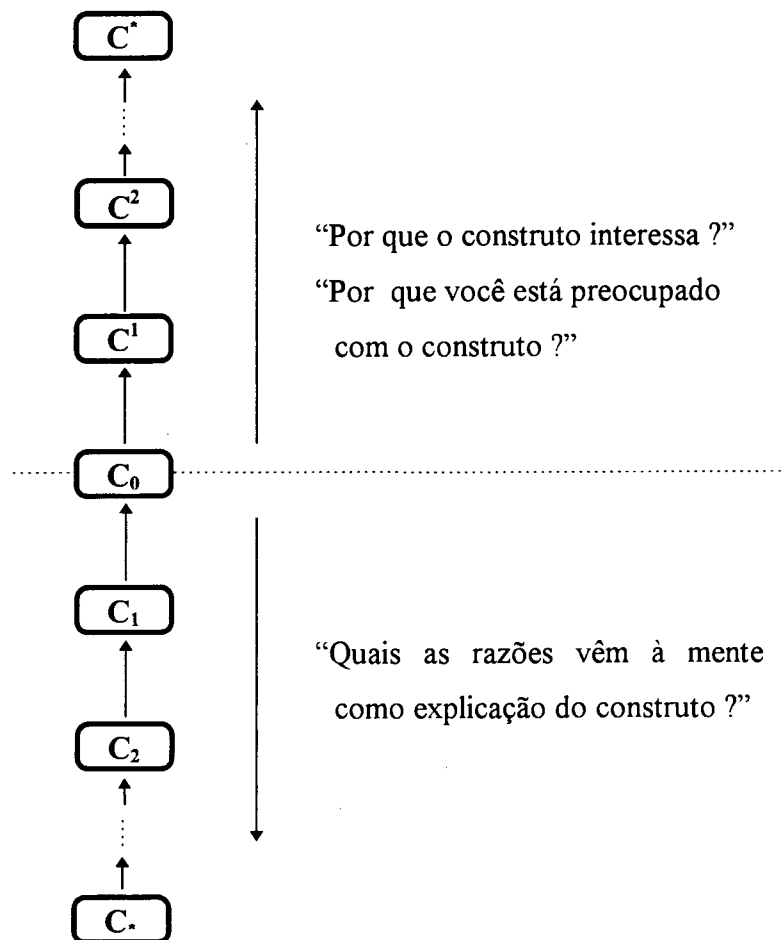 C*
C²
“Por que o construto interessa ?”
“Por que você está preocupado
com o construto ?”
C¹
C₀
C₁
“Quais as razões vêm à mente
como explicação do construto ?”
C₂
C*